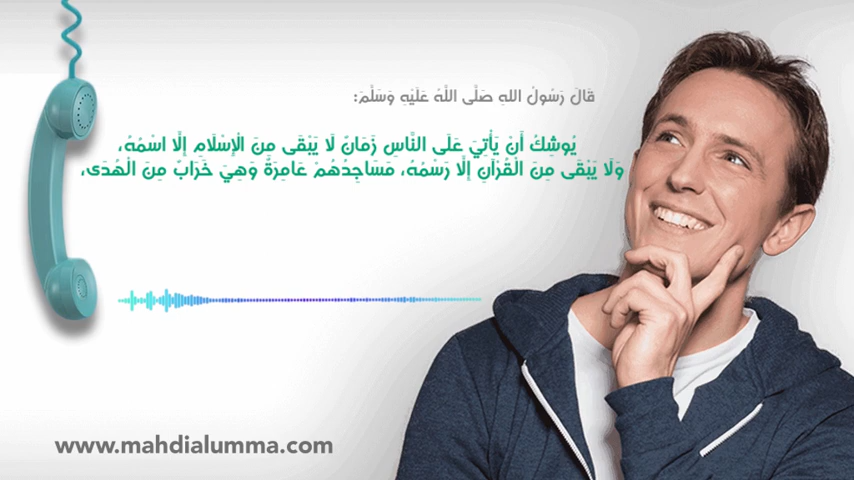 قَالَ رَسُولُ اللهِ صَلَّى اللَّهُ عَلَيْهِ وَسَلَّمَ:
يُوشِكُ أَنْ يَأْتِيَ عَلَى النَّاسِ زَمَانٌ لَا يَبْقَى مِنَ الْإِسْلَامِ إِلَّا اسْمُهُ،
وَلَا يَبْقَى مِنَ الْقُرْآنِ إِلَّا رَسْمُهُ، مَسَاجِدُهُمْ عَامِرَةٌ وَهِيَ خَرَابٌ مِنَ الْهُدَى،
www.mahdialumma.com